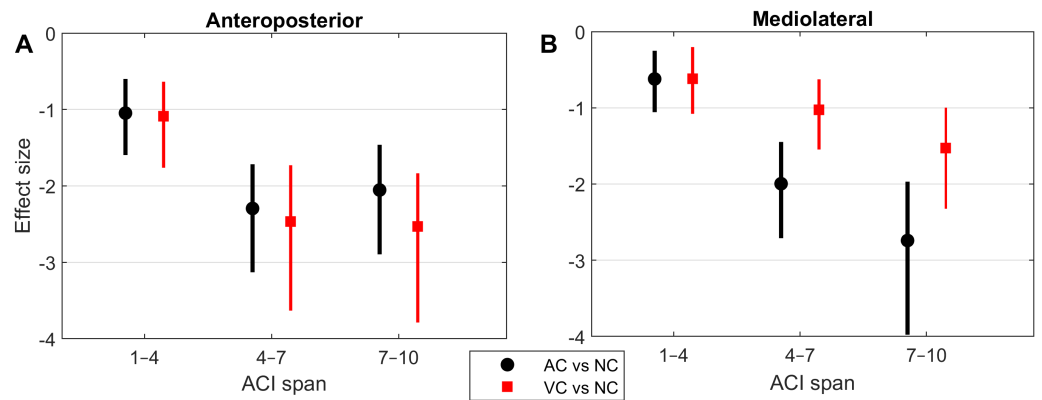 Anteroposterior
A
0
-1
-2
-3
-4
Effect size
1−4
4−7
7−10
ACI span
Mediolateral
B
0
-1
-2
-3
-4
1−4
4−7
7−10
ACI span
AC vs NC
VC vs NC